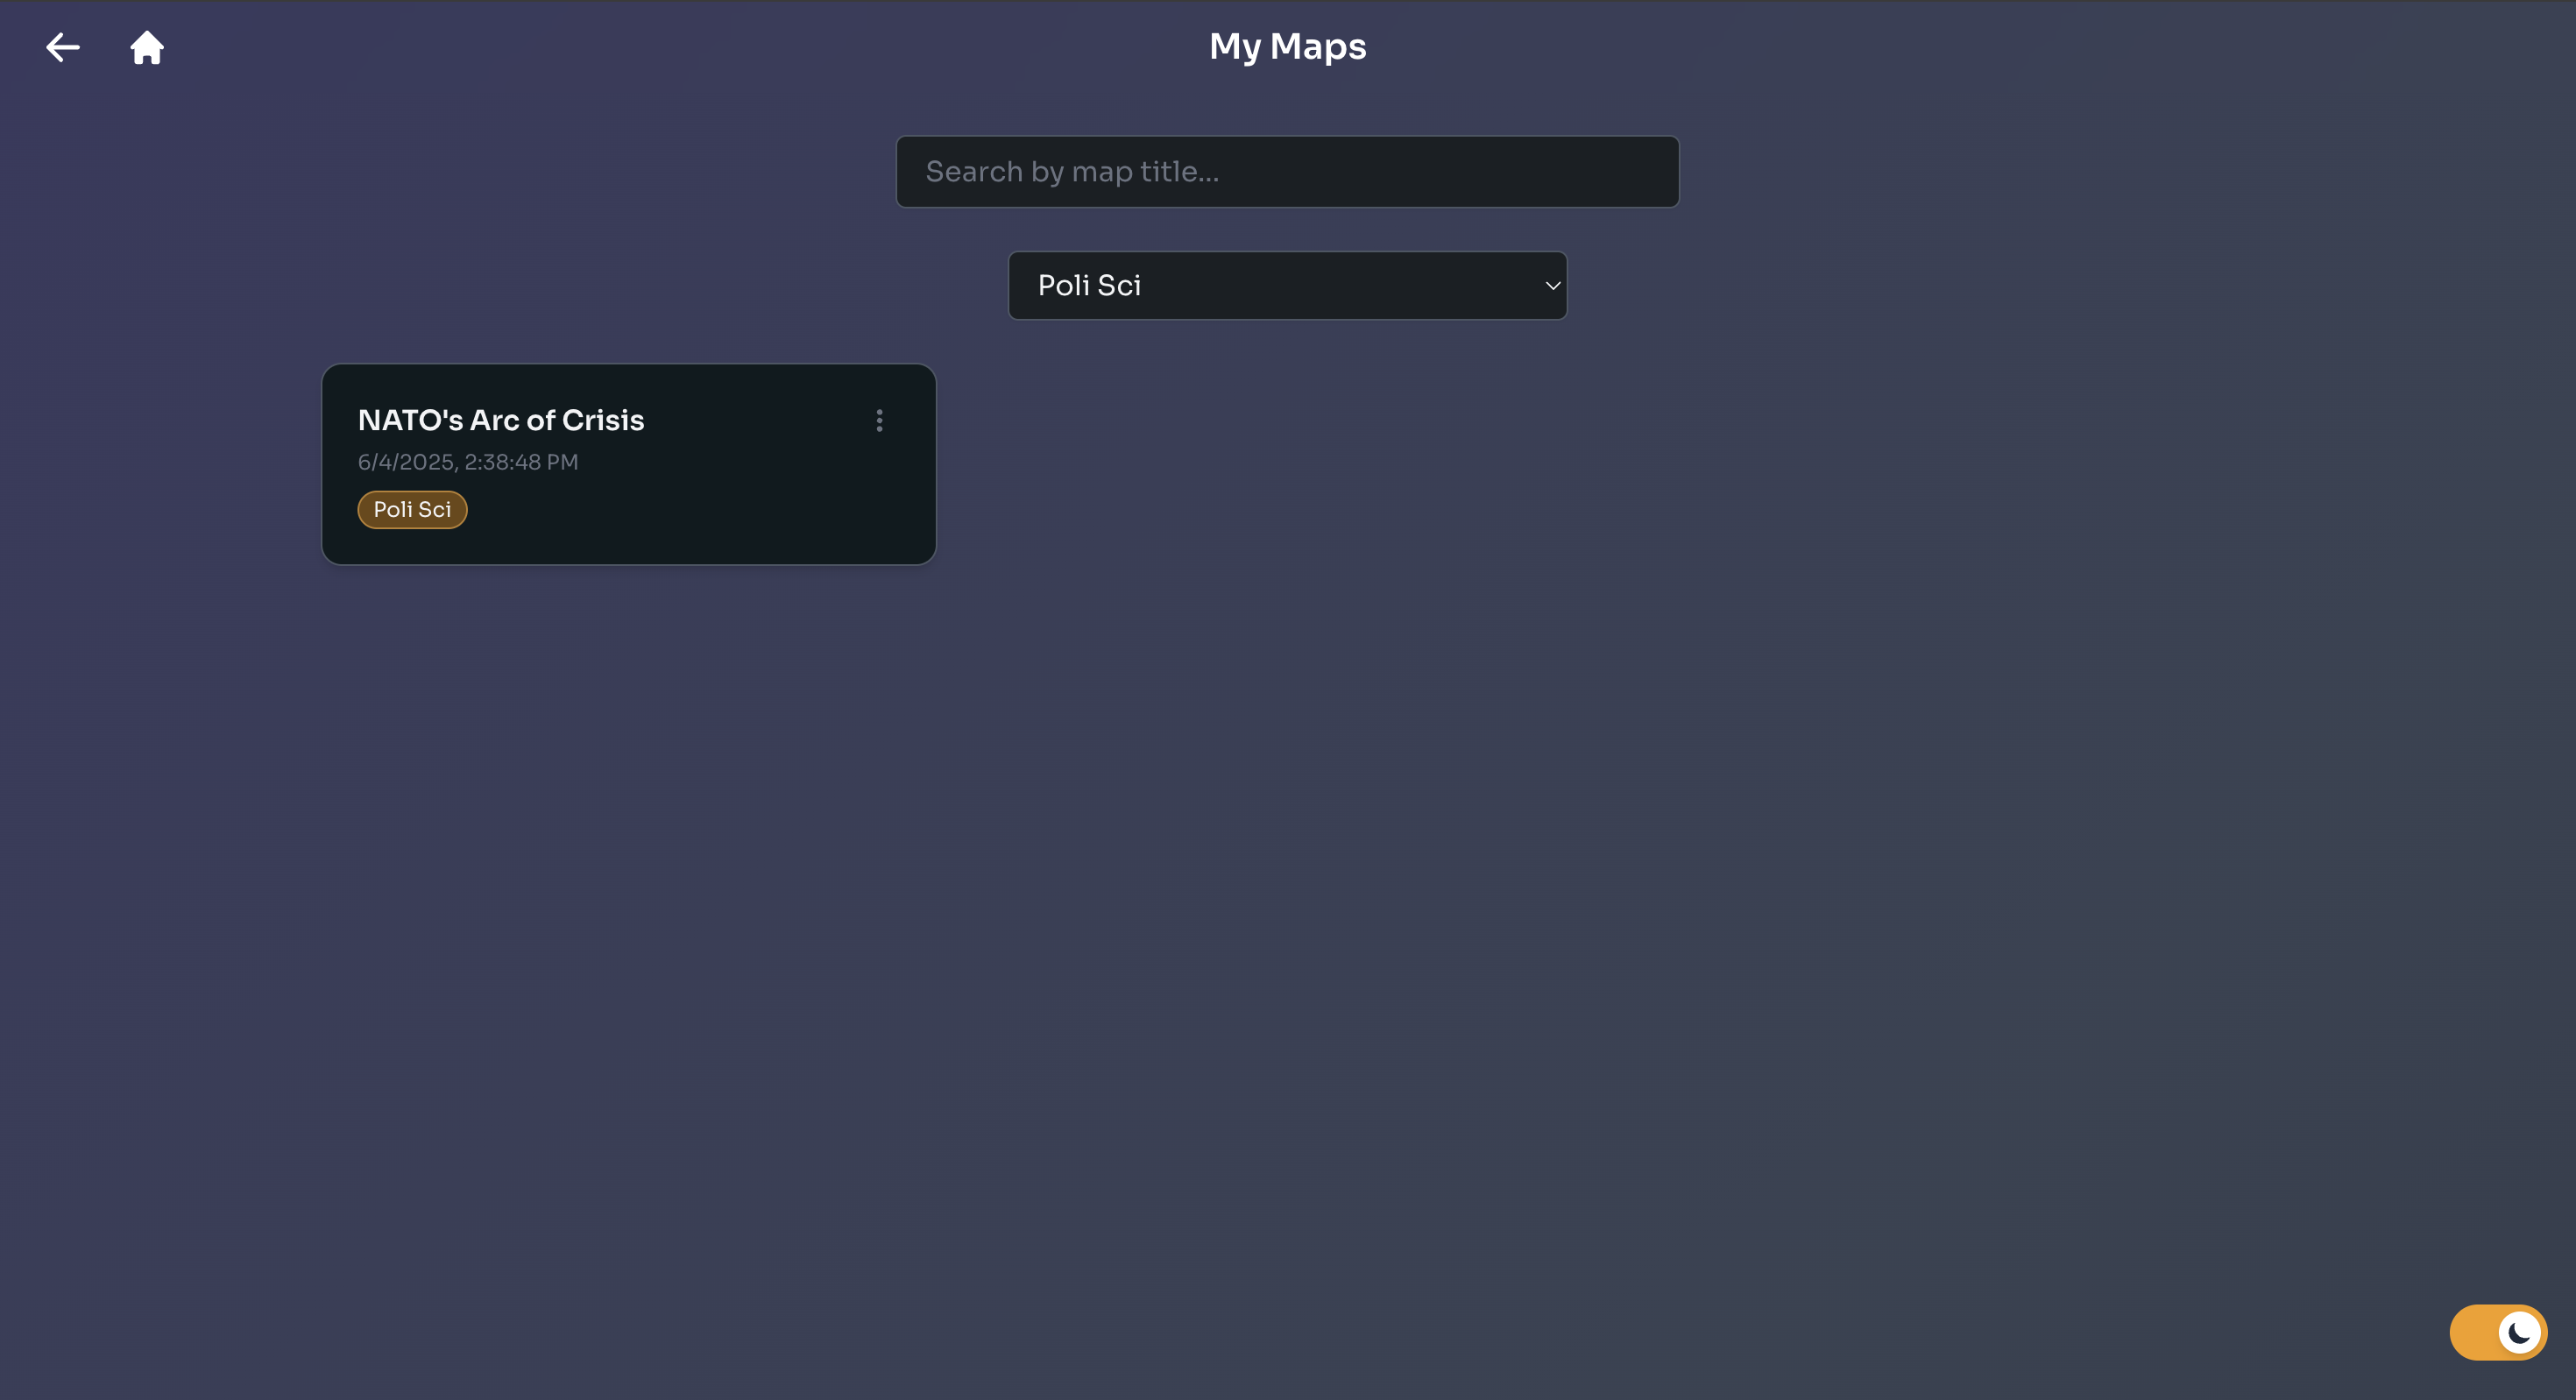 My Maps
Search by map title...
Poli Sci
NATO's Arc of Crisis
6/4/2025, 2:38:48 PM
Poli Sci